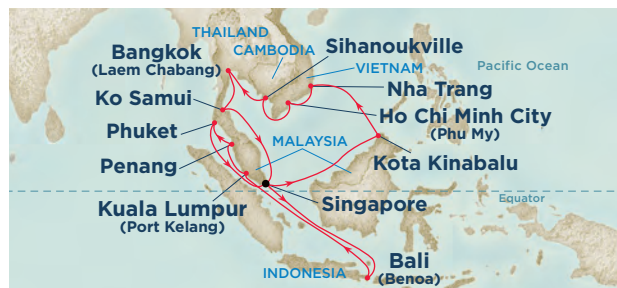 THAILAND
Bangkok
(Laem Chabang)
CAMBODIA
Sihanoukville
VIETNAM
Pacific Ocean
Ko Samui
Nha Trang
Phuket
Ho Chi Minh City
(Phu My)
MALAYSIA
Penang
Kota Kinabalu
Kuala Lumpur
(Port Kelang)
Singapore
Equator
Bali
(Benoa)
INDONESIA